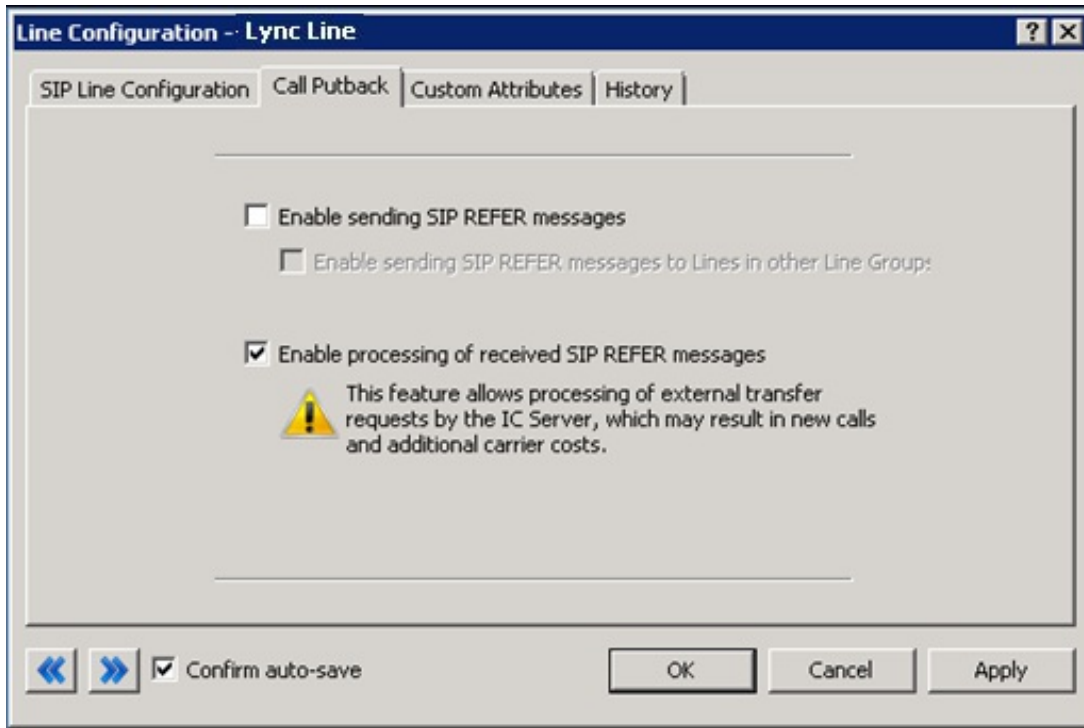 Line Configuration -- Lync Line
SIP Line Configuration
Call Putback
Custom Attributes
History
Enable sending SIP REFER messages
Enable sending SIP REFER messages to Lines in other Line Groups
Enable processing of received SIP REFER messages
This feature allows processing of external transfer
requests by the IC Server, which may result in new calls
and additional carrier costs.
Confirm auto-save
OK
Cancel
Apply